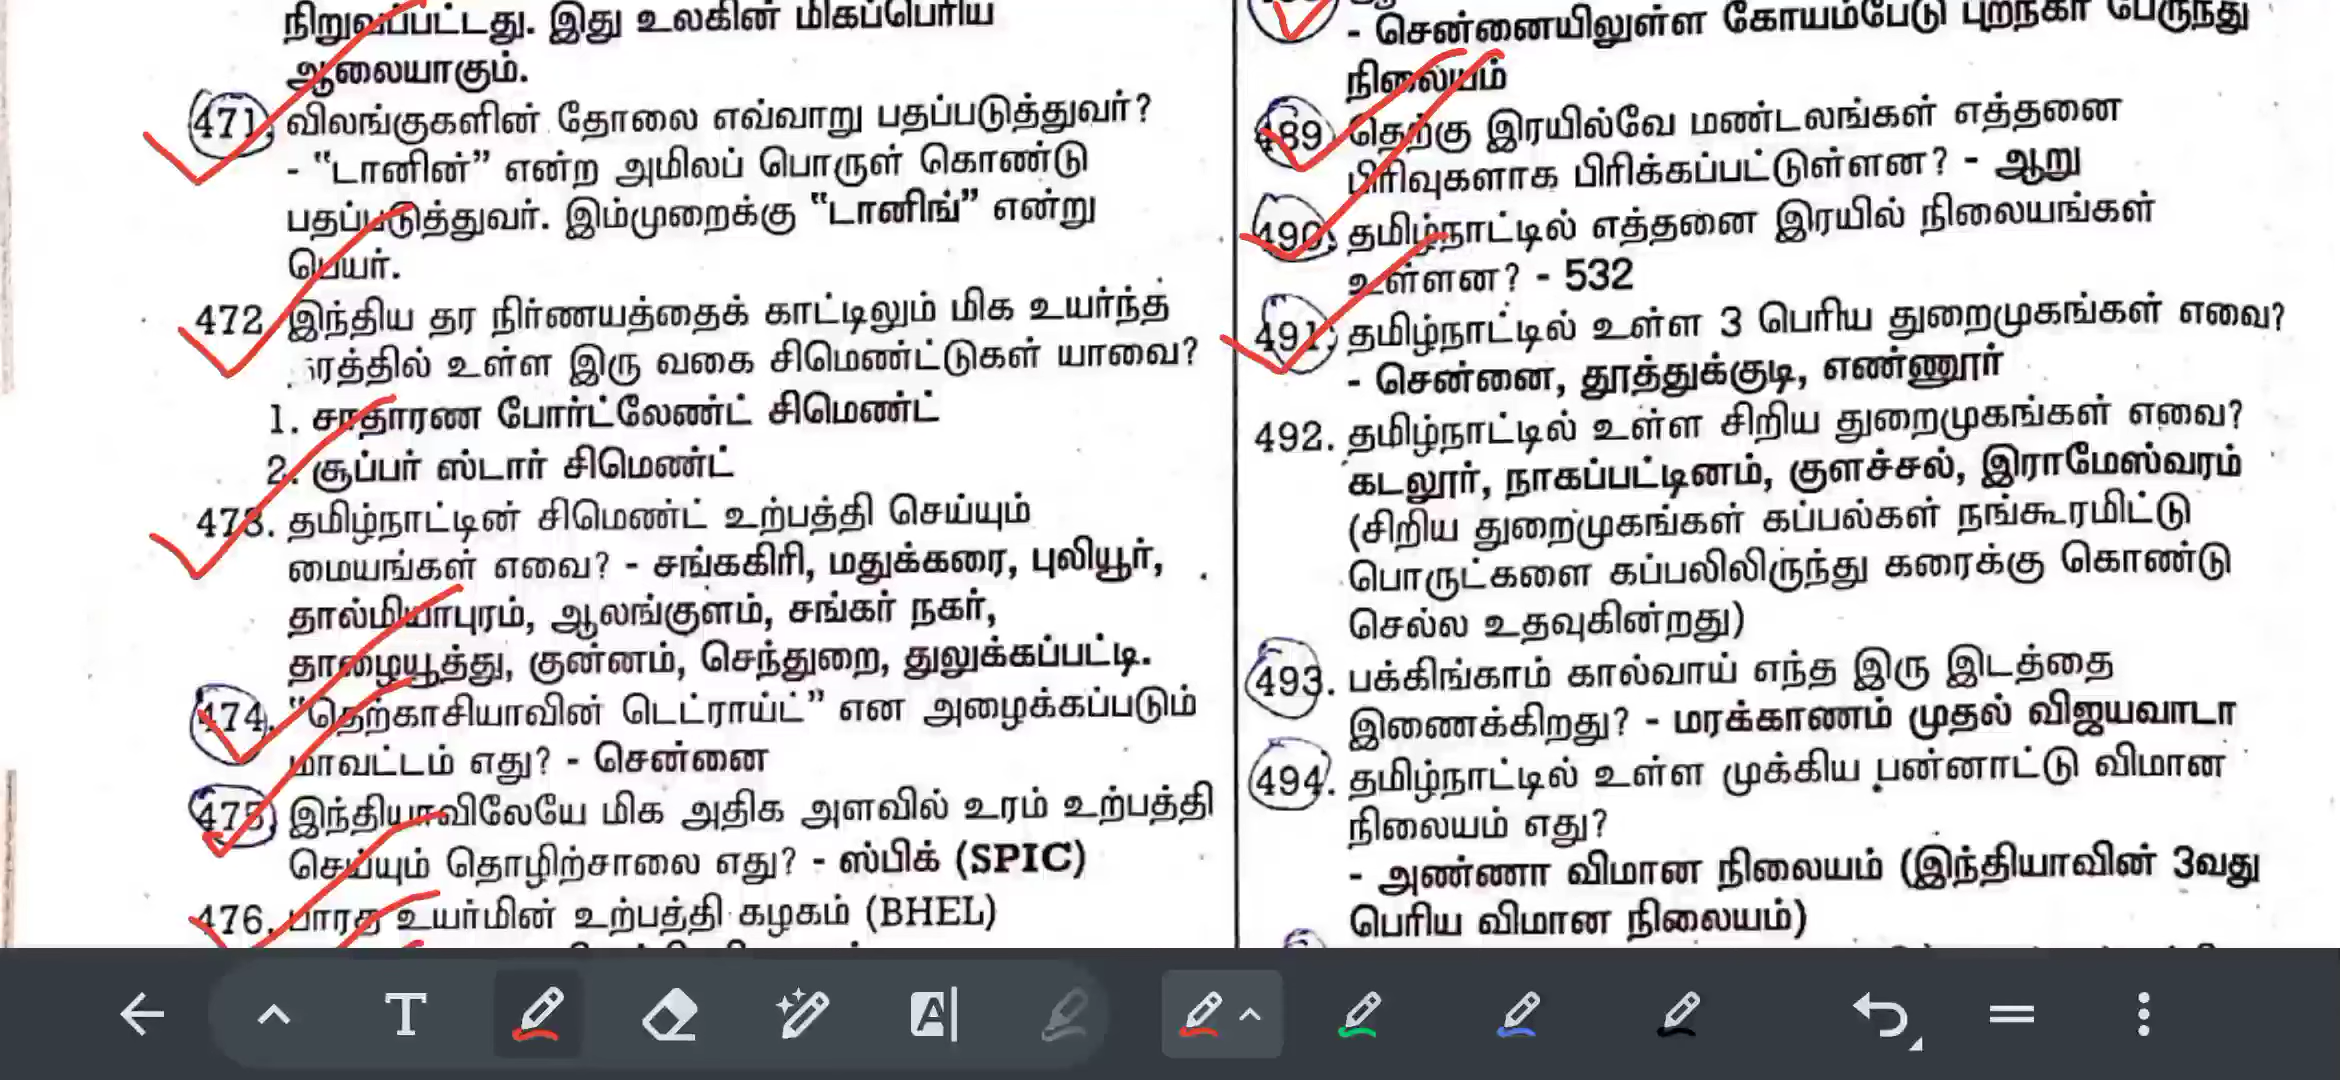 நிறுவப்பட்டது. இது உலகின் மிகப்பெரிய
ஆலையாகும்.
471. விலங்குகளின் தோலை எவ்வாறு பதப்படுத்துவர்?
- "டானின்" என்ற அமிலப் பொருள் கொண்டு
பதப்படுத்துவர். இம்முறைக்கு "டானிங்" என்று
பெயர்.
472 இந்திய தர நிர்ணயத்தைக் காட்டிலும் மிக உயர்ந்த
ரத்தில் உள்ள இரு வகை சிமெண்ட்டுகள் யாவை?
1. சாதாரண போர்ட்லேண்ட் சிமெண்ட்
2. சூப்பர் ஸ்டார் சிமெண்ட்
473. தமிழ்நாட்டின் சிமெண்ட் உற்பத்தி செய்யும்
மையங்கள் எவை? - சங்ககிரி, மதுக்கரை, புலியூர்,
தால்மியாபுரம், ஆலங்குளம், சங்கர் நகர்,
தாழையூத்து, குன்னம், செந்துறை, துலுக்கப்பட்டி.
474. "தெற்காசியாவின் டெட்ராய்ட்" என அழைக்கப்படும்
மாவட்டம் எது? - சென்னை
475. இந்தியாவிலேயே மிக அதிக அளவில் உரம் உற்பத்தி
செய்யும் தொழிற்சாலை எது? - ஸ்பிக் (SPIC)
476. பாரத உயர்மின் உற்பத்தி கழகம் (BHEL)
- சென்னையிலுள்ள கோயம்பேடு புறநகர் பேருந்து
நிலையம்
489 தெற்கு இரயில்வே மண்டலங்கள் எத்தனை
பிரிவுகளாக பிரிக்கப்பட்டுள்ளன? - ஆறு
490. தமிழ்நாட்டில் எத்தனை இரயில் நிலையங்கள்
உள்ளன? - 532
491. தமிழ்நாட்டில் உள்ள 3 பெரிய துறைமுகங்கள் எவை?
- சென்னை, தூத்துக்குடி, எண்ணூர்
492. தமிழ்நாட்டில் உள்ள சிறிய துறைமுகங்கள் எவை?
கடலூர், நாகப்பட்டினம், குளச்சல், இராமேஸ்வரம்
(சிறிய துறைமுகங்கள் கப்பல்கள் நங்கூரமிட்டு
பொருட்களை கப்பலிலிருந்து கரைக்கு கொண்டு
செல்ல உதவுகின்றது)
493. பக்கிங்காம் கால்வாய் எந்த இரு இடத்தை
இணைக்கிறது? - மரக்காணம் முதல் விஜயவாடா
494. தமிழ்நாட்டில் உள்ள முக்கிய பன்னாட்டு விமான
நிலையம் எது?
- அண்ணா விமான நிலையம் (இந்தியாவின் 3வது
பெரிய விமான நிலையம்)